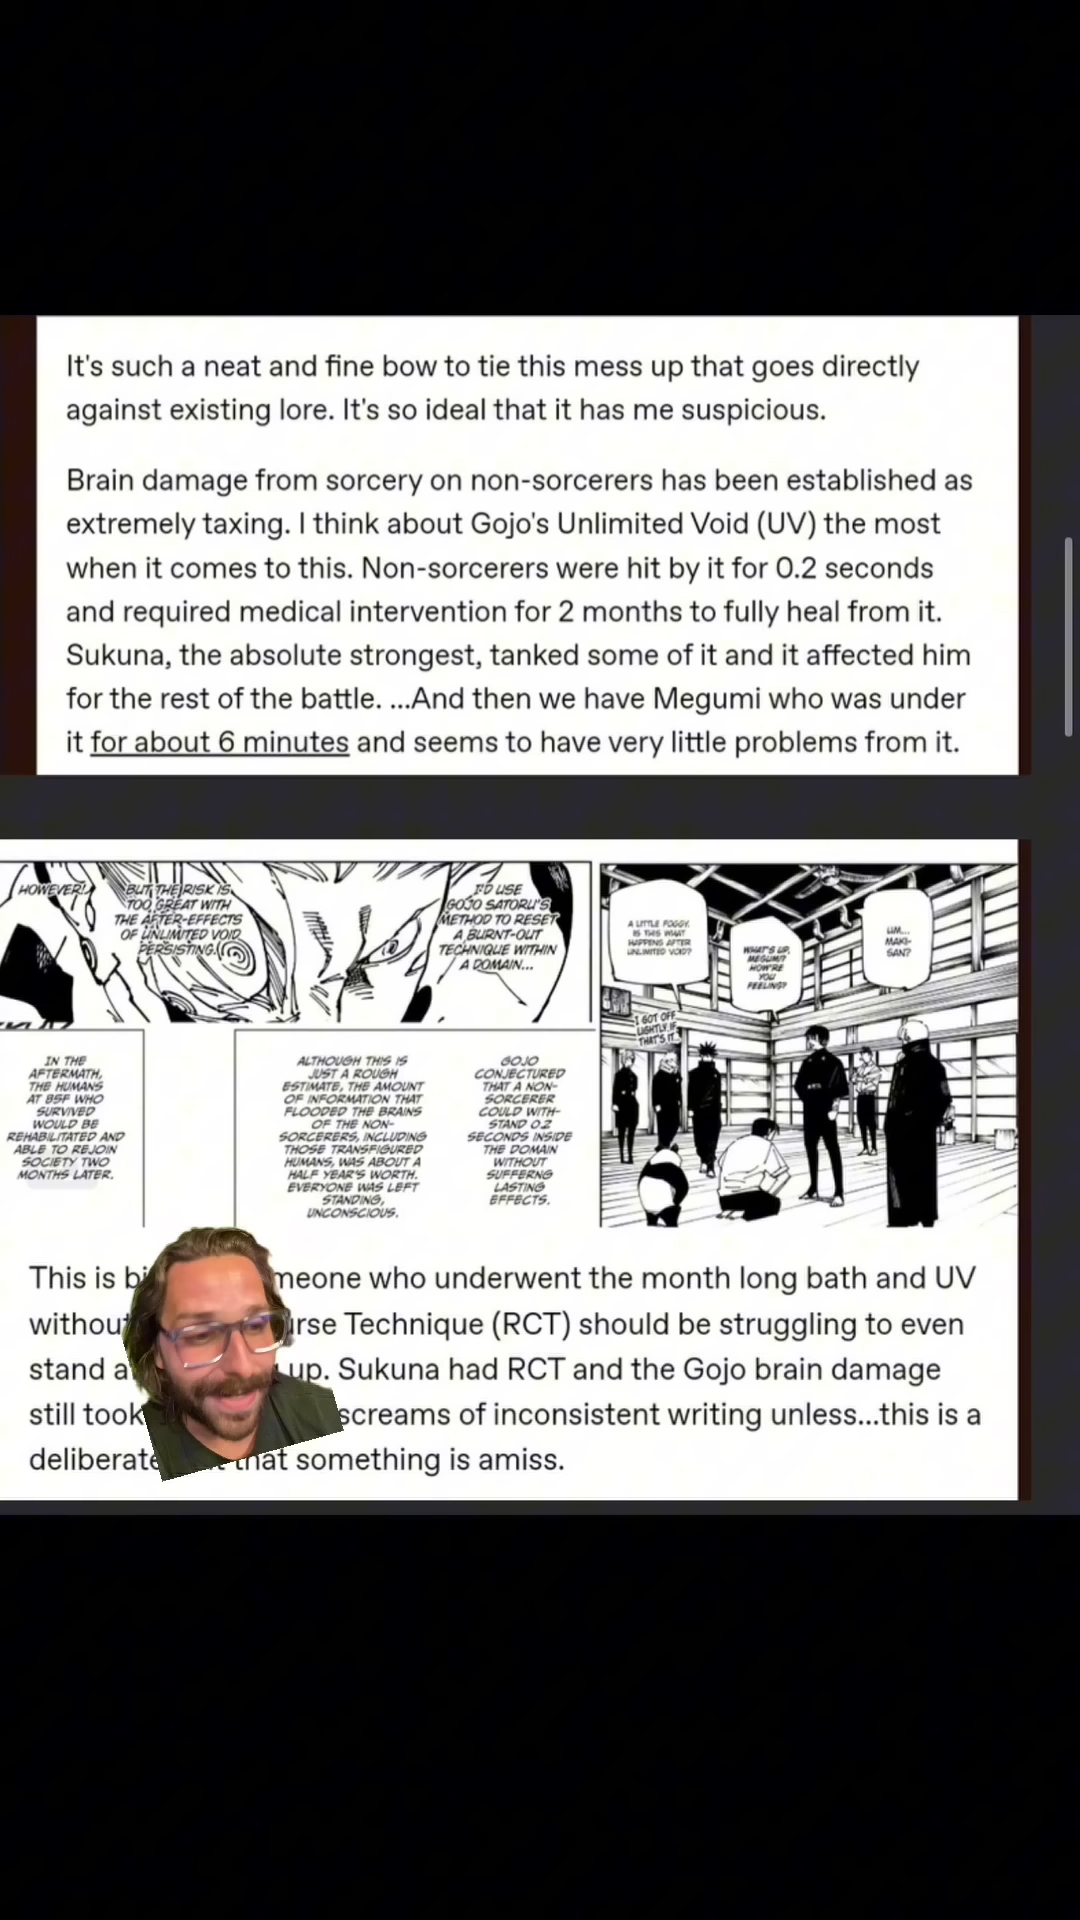 It's such a neat and fine bow to tie this mess up that goes directly
against existing lore. It's so ideal that it has me suspicious.
Brain damage from sorcery on non-sorcerers has been established as
extremely taxing. I think about Gojo's Unlimited Void (UV) the most
when it comes to this. Non-sorcerers were hit by it for 0.2 seconds
and required medical intervention for 2 months to fully heal from it.
Sukuna, the absolute strongest, tanked some of it and it affected him
for the rest of the battle. ...And then we have Megumi who was under
it for about 6 minutes and seems to have very little problems from it.
I'D USE
GOJO SATORU'S
METHOD TO RESET
A BURNT-OUT
TECHNIQUE WITHIN
A DOMAIN...
HOWEVER!
BUT THE RISK IS
TOO GREAT WITH
THE AFTER-EFFECTS
OF UNLIMITED VOID
PERSISTING.
UM...
MAKI-
SAN?
WHAT'S UP,
MEGUMI?
HOW'RE
YOU
FEELING?
A LITTLE FOGGY.
IS THIS WHAT
HAPPENS AFTER
UNLIMITED VOID?
I GOT OFF
LIGHTLY IF
THAT'S IT.
GOJO
CONJECTURED
THAT A NON-
SORCERER
COULD WITH-
STAND 0.2
SECONDS INSIDE
THE DOMAIN
WITHOUT
SUFFERNG
LASTING
EFFECTS.
ALTHOUGH THIS IS
JUST A ROUGH
ESTIMATE, THE AMOUNT
OF INFORMATION THAT
FLOODED THE BRAINS
OF THE NON-
SORCERERS, INCLUDING
THOSE TRANSFIGURED
HUMANS, WAS ABOUT A
HALF YEAR'S WORTH.
EVERYONE WAS LEFT
STANDING,
UNCONSCIOUS.
IN THE
AFTERMATH,
THE HUMANS
AT B5F WHO
SURVIVED
WOULD BE
REHABILITATED AND
ABLE TO REJOIN
SOCIETY TWO
MONTHS LATER.
This is bi meone who underwent the month long bath and UV
withou rse Technique (RCT) should be struggling to even
stand a up. Sukuna had RCT and the Gojo brain damage
still took screams of inconsistent writing unless...this is a
deliberate that something is amiss.